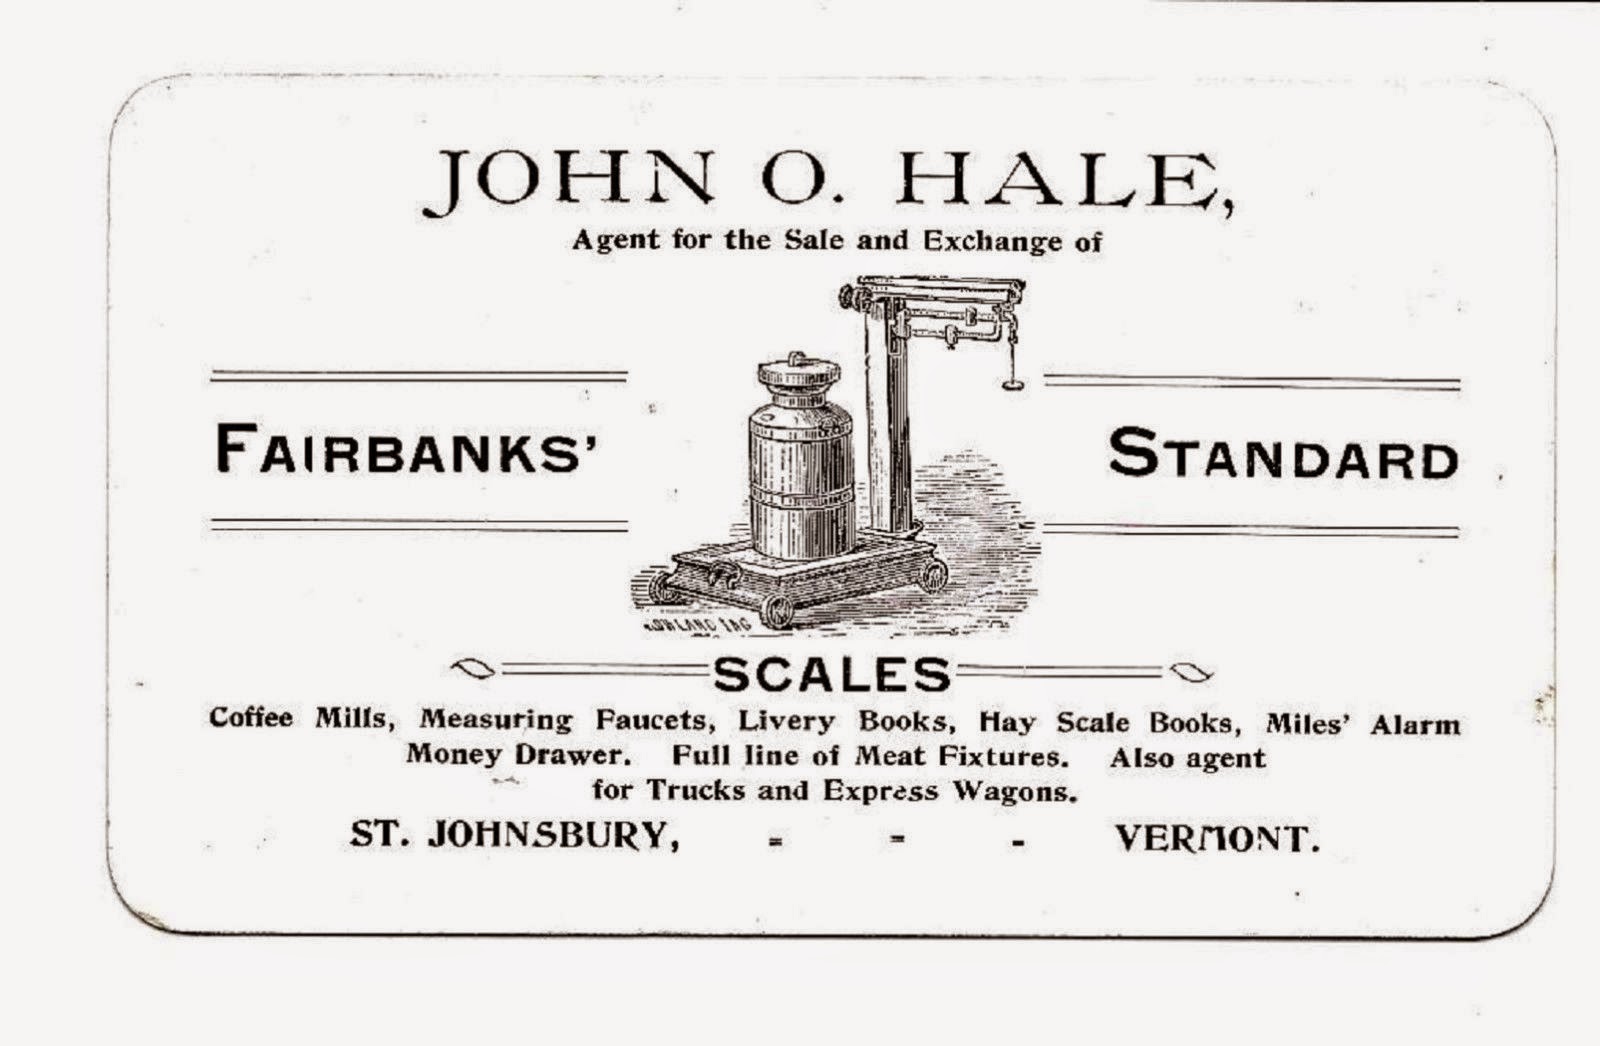 JOHN O. HALE,
Agent for the Sale and Exchange of
FAIRBANKS' STANDARD
ROWLAND ENG
SCALES
Coffee Mills, Measuring Faucets, Livery Books, Hay Scale Books, Miles' Alarm
Money Drawer. Full line of Meat Fixtures. Also agent
for Trucks and Express Wagons.
ST. JOHNSBURY, = = - VERMONT.